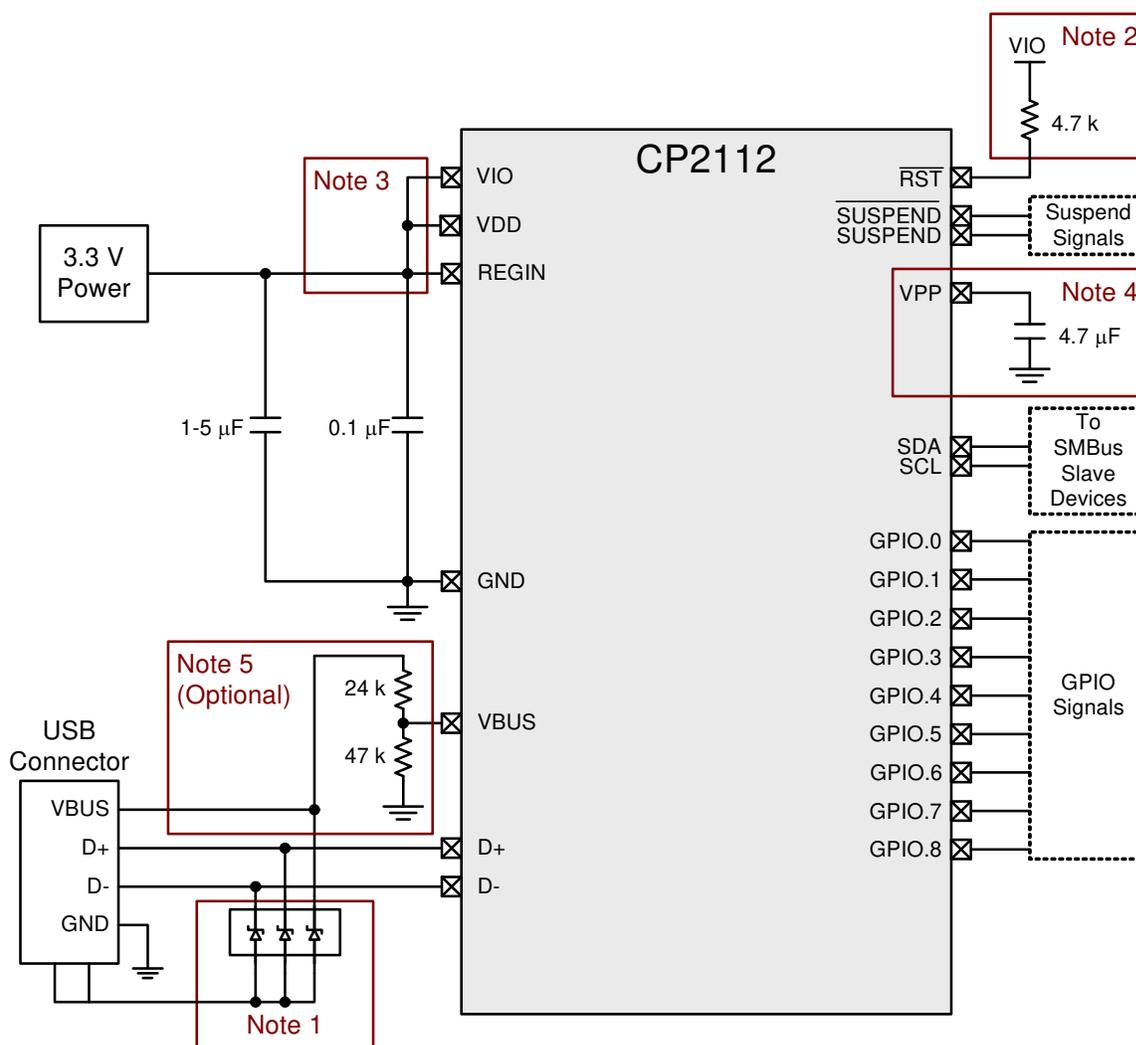 Note 2
VIO
4.7 k
CP2112
Note 3
VIO
VDD
REGIN
RST
SUSPEND
SUSPEND
Suspend
Signals
3.3 V
Power
VPP
Note 4
4.7 μF
1-5 μF
0.1 μF
SDA
SCL
To
SMBus
Slave
Devices
GND
GPIO.0
GPIO.1
GPIO.2
GPIO.3
GPIO.4
GPIO.5
GPIO.6
GPIO.7
GPIO.8
GPIO
Signals
Note 5
(Optional)
24 k
47 k
VBUS
USB
Connector
VBUS
D+
D-
GND
D+
D-
Note 1